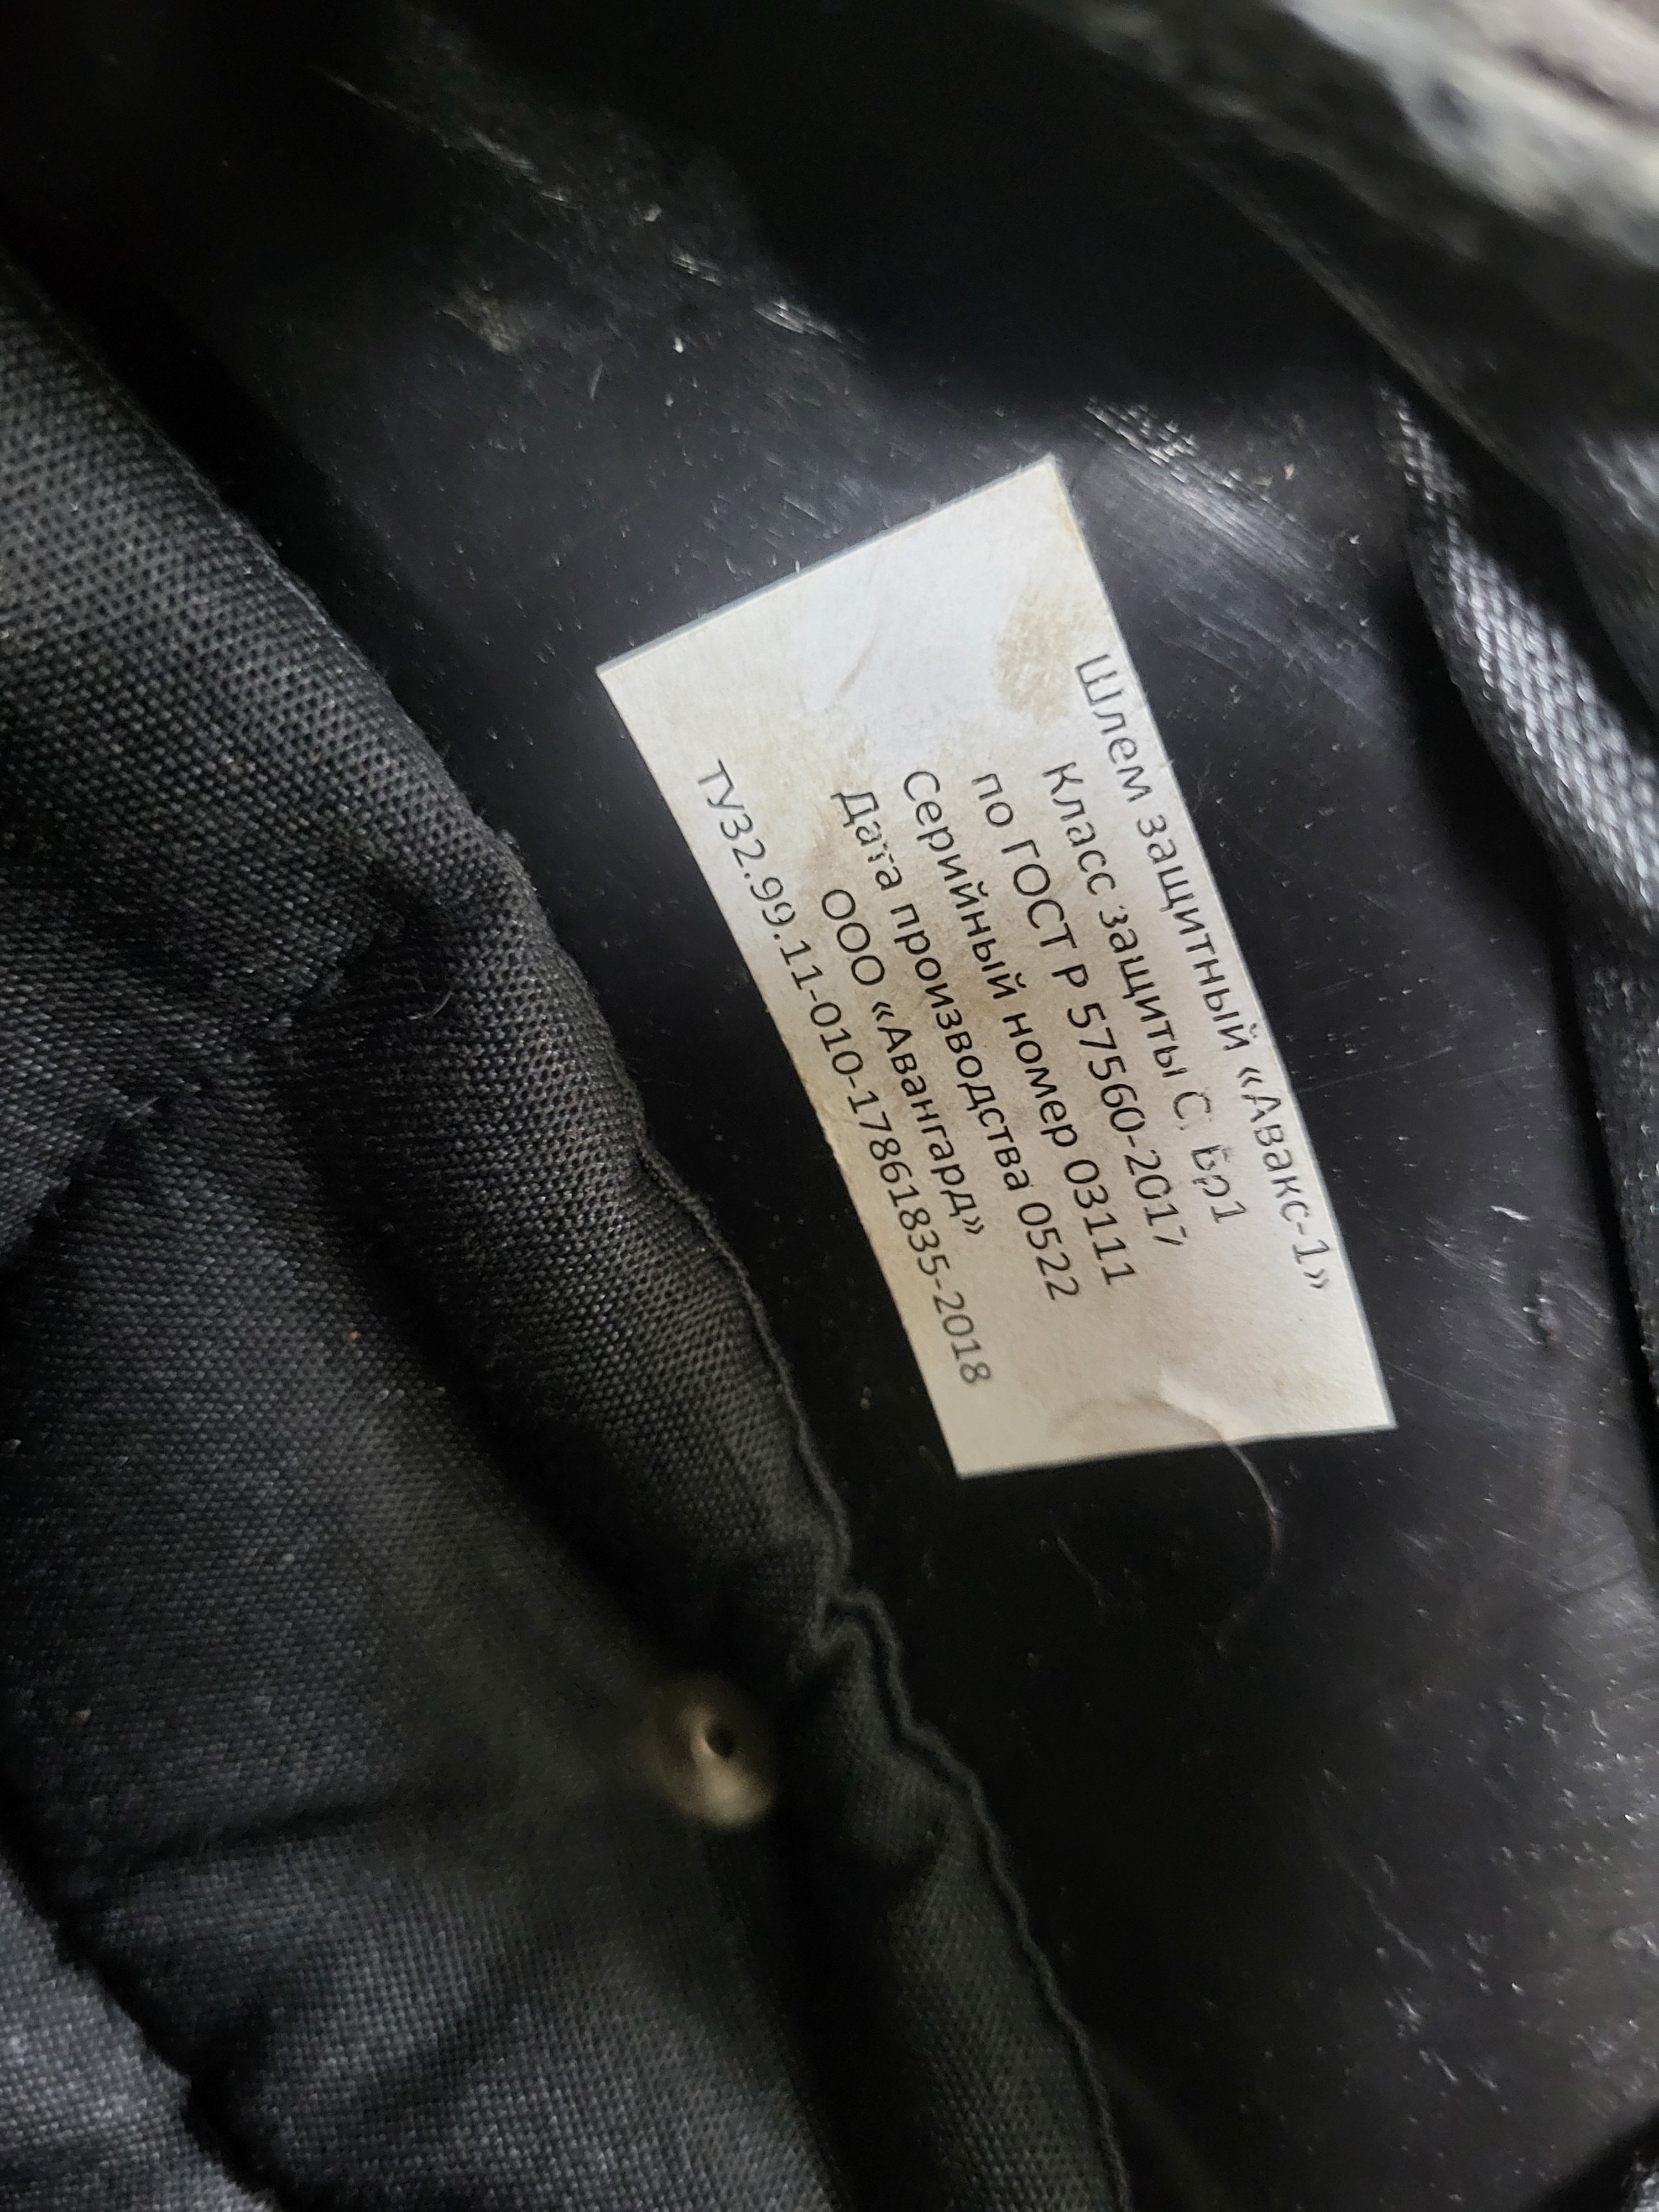 Шлем защитный «Авакс-1»
Класс защиты С, Бр1
по ГОСТ Р 57560-2017
Серийный номер 03111
Дата производства 0522
ООО «Авангард»
ТУ32.99.11-010-17861835-2018